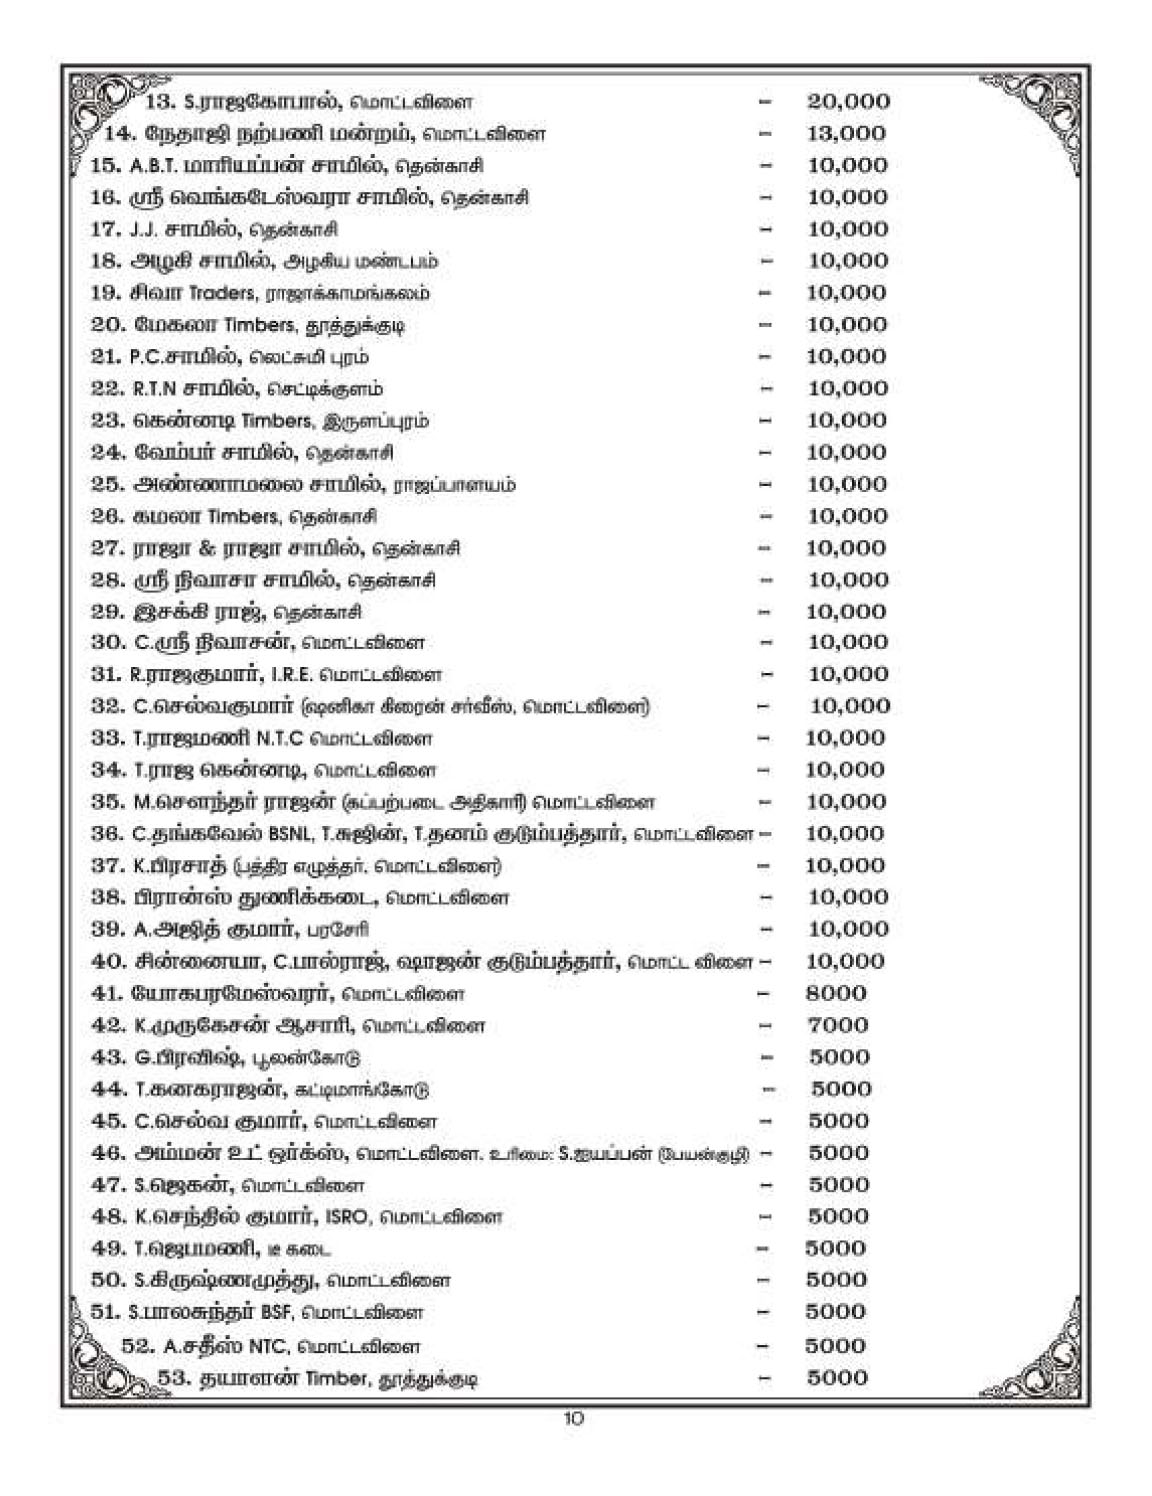 13. S.ராஜகோபால், மொட்டவிளை - 20,000
14. நேதாஜி நற்பணி மன்றம், மொட்டவிளை - 13,000
15. A.B.T. மாரியப்பன் சாமில், தென்காசி - 10,000
16. ஸ்ரீ வெங்கடேஸ்வரா சாமில், தென்காசி - 10,000
17. J.J. சாமில், தென்காசி - 10,000
18. அழகி சாமில், அழகிய மண்டபம் - 10,000
19. சிவா Traders, ராஜாக்காமங்கலம் - 10,000
20. மேகலா Timbers, தூத்துக்குடி - 10,000
21. P.C.சாமில், லெட்சுமி புரம் - 10,000
22. R.T.N சாமில், செட்டிக்குளம் - 10,000
23. கென்னடி Timbers, இருளப்புரம் - 10,000
24. வேம்பர் சாமில், தென்காசி - 10,000
25. அண்ணாமலை சாமில், ராஜப்பாளயம் - 10,000
26. கமலா Timbers, தென்காசி - 10,000
27. ராஜா & ராஜா சாமில், தென்காசி - 10,000
28. ஸ்ரீ நிவாசா சாமில், தென்காசி - 10,000
29. இசக்கி ராஜ், தென்காசி - 10,000
30. C.ஸ்ரீ நிவாசன், மொட்டவிளை - 10,000
31. R.ராஜகுமார், I.R.E. மொட்டவிளை - 10,000
32. C.செல்வகுமார் (ஷனிகா கிரைன் சர்வீஸ், மொட்டவிளை) - 10,000
33. T.ராஜமணி N.T.C மொட்டவிளை - 10,000
34. T.ராஜ கென்னடி, மொட்டவிளை - 10,000
35. M.சௌந்தர் ராஜன் (கப்பற்படை அதிகாரி) மொட்டவிளை - 10,000
36. C.தங்கவேல் BSNL, T.சுஜின், T.தனம் குடும்பத்தார், மொட்டவிளை - 10,000
37. K.பிரசாத் (பத்திர எழுத்தர். மொட்டவிளை) - 10,000
38. பிரான்ஸ் துணிக்கடை, மொட்டவிளை - 10,000
39. A.அஜித் குமார், பரசேரி - 10,000
40. சின்னையா, C.பால்ராஜ், ஷாஜன் குடும்பத்தார், மொட்ட விளை - 10,000
41. யோகபரமேஸ்வரர், மொட்டவிளை - 8000
42. K.முருகேசன் ஆசாரி, மொட்டவிளை - 7000
43. G.பிரவிஷ், பூலன்கோடு - 5000
44. T.கனகராஜன், கட்டிமாங்கோடு - 5000
45. C.செல்வ குமார், மொட்டவிளை - 5000
46. அம்மன் உட் ஒர்க்ஸ், மொட்டவிளை. உரிமை: S.ஐயப்பன் (பேயன்குழி) - 5000
47. S.ஜெகன், மொட்டவிளை - 5000
48. K.செந்தில் குமார், ISRO, மொட்டவிளை - 5000
49. T.ஜெபமணி, டீ கடை - 5000
50. S.கிருஷ்ணமுத்து, மொட்டவிளை - 5000
51. S.பாலசுந்தர் BSF, மொட்டவிளை - 5000
52. A.சதீஸ் NTC, மொட்டவிளை - 5000
53. தயாளன் Timber, தூத்துக்குடி - 5000
10